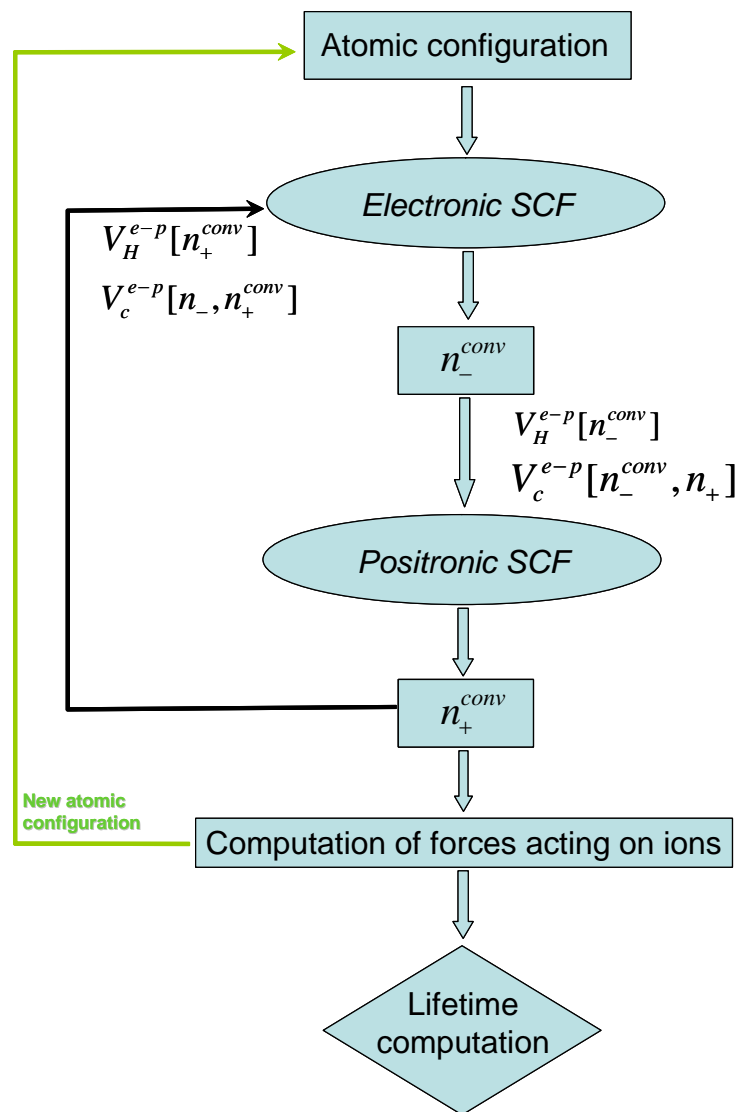 Atomic configuration
Electronic SCF
V_H^{e-p}[n_+^{conv}]
V_c^{e-p}[n_-, n_+^{conv}]
n_-^{conv}
V_H^{e-p}[n_-^{conv}]
V_c^{e-p}[n_-^{conv}, n_+]
Positronic SCF
n_+^{conv}
New atomic
configuration
Computation of forces acting on ions
Lifetime
computation